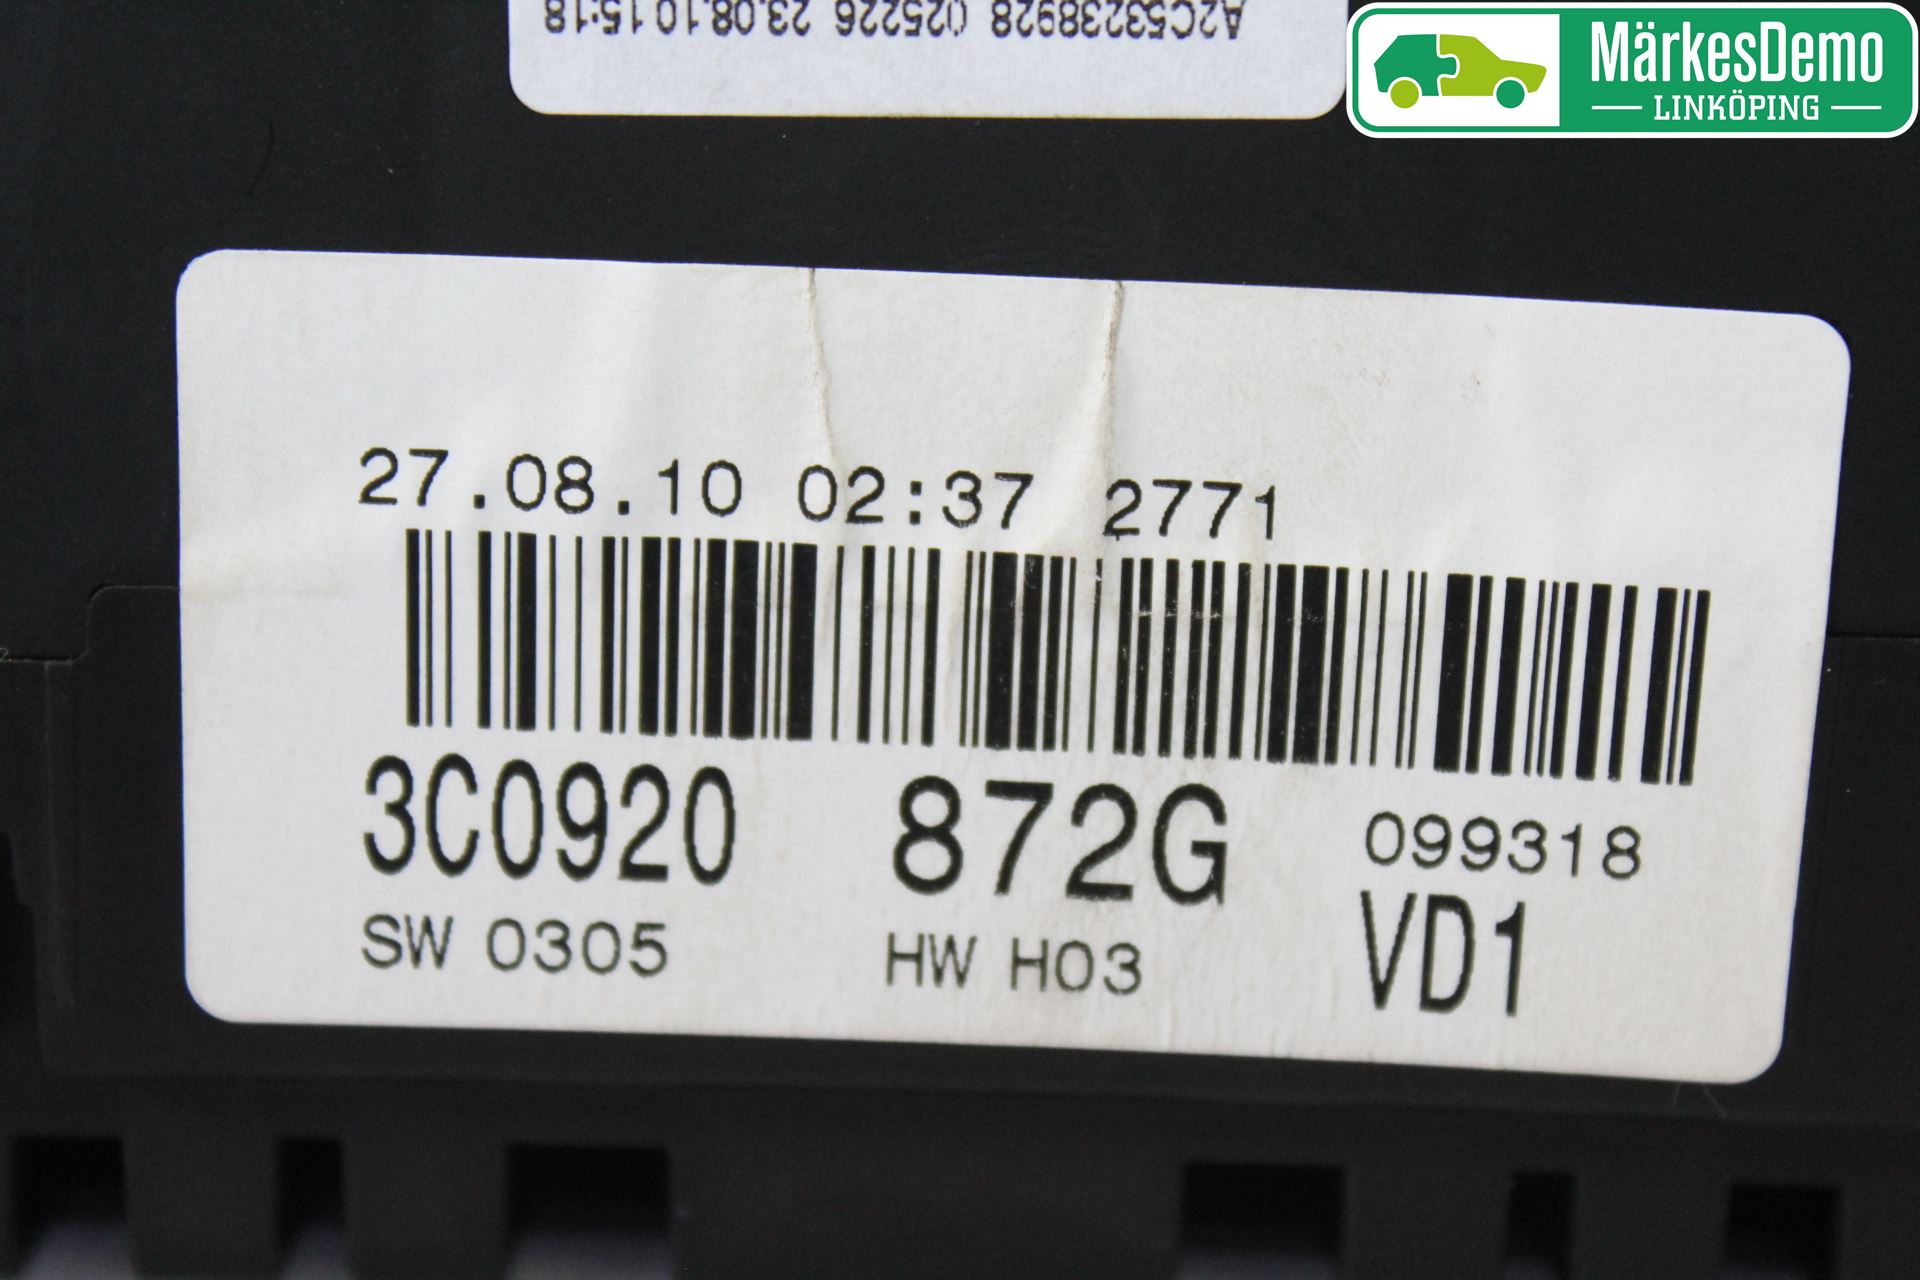 A2C53238928 025226 23.08.10 15:18
MärkesDemo
LINKÖPING
27.08.10 02:37 2771
3C0920 872G 099318
SW 0305 HW H03 VD1